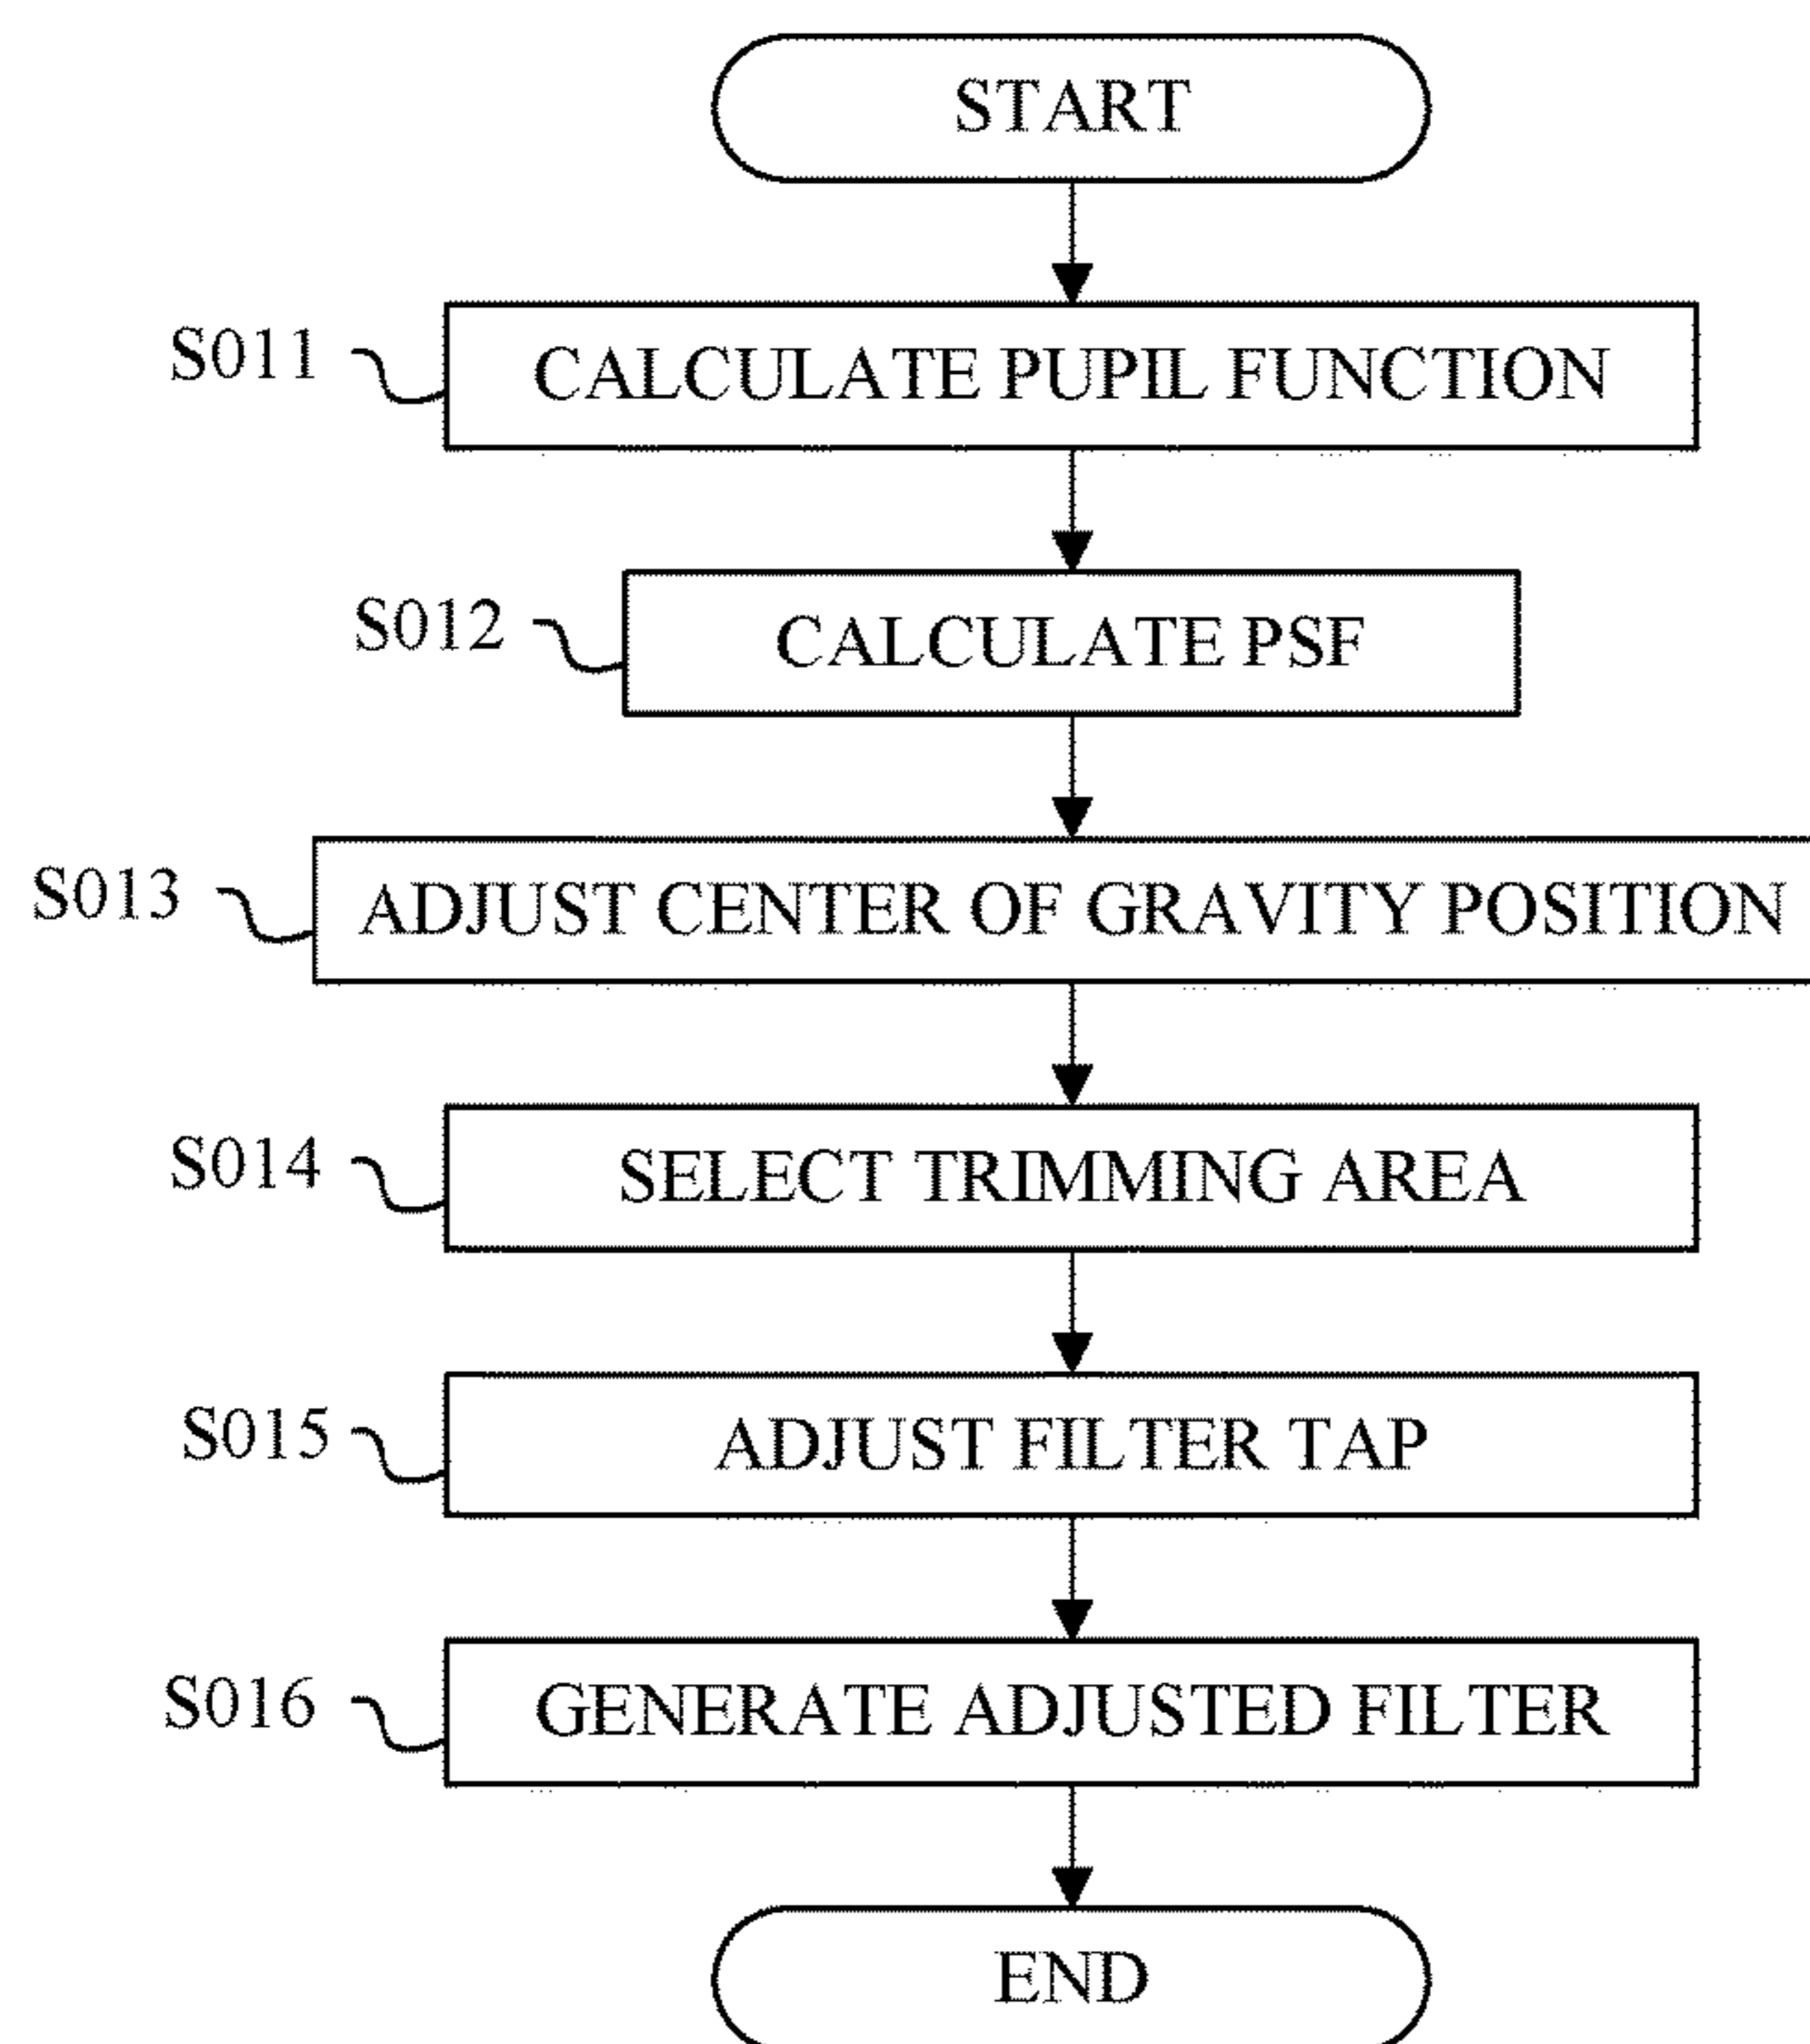 START
S011 CALCULATE PUPIL FUNCTION
S012 CALCULATE PSF
S013 ADJUST CENTER OF GRAVITY POSITION
S014 SELECT TRIMMING AREA
S015 ADJUST FILTER TAP
S016 GENERATE ADJUSTED FILTER
END